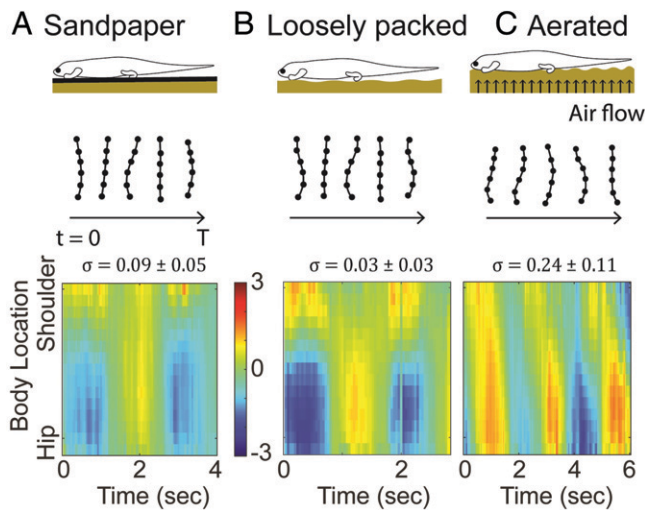 A Sandpaper
B Loosely packed
C Aerated
Air flow
t = 0
T
σ = 0.09 ± 0.05
σ = 0.03 ± 0.03
σ = 0.24 ± 0.11
Body Location
Shoulder
Hip
3
0
-3
0 2 4
Time (sec)
0 2
Time (sec)
0 2 4 6
Time (sec)